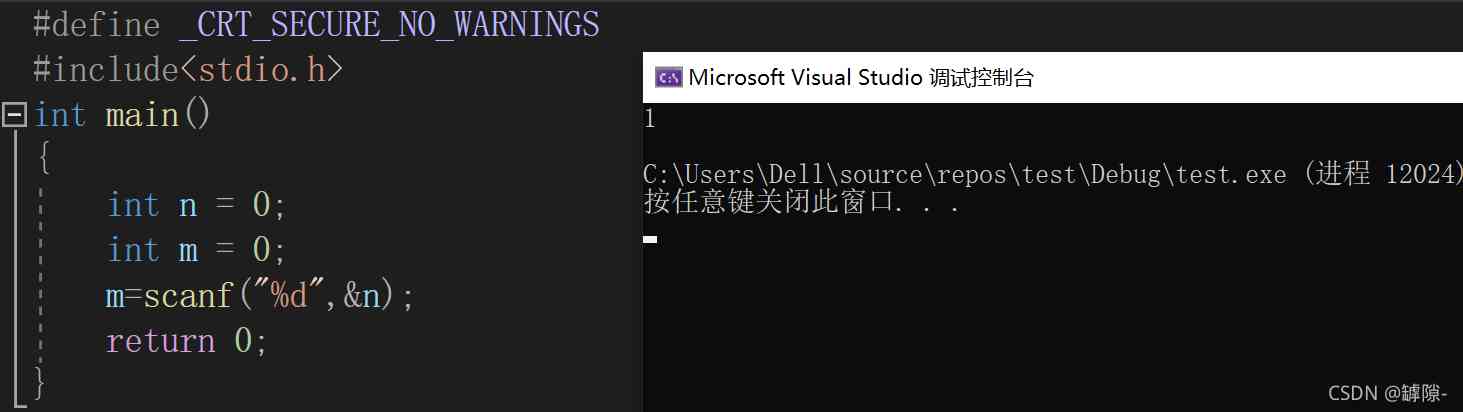 #define _CRT_SECURE_NO_WARNINGS
#include<stdio.h>
int main()
{
int n = 0;
int m = 0;
m=scanf("%d",&n);
return 0;
}
Microsoft Visual Studio 调试控制台
1
C:\Users\Dell\source\repos\test\Debug\test.exe (进程 12024)
按任意键关闭此窗口. . .
CSDN @罅隙-